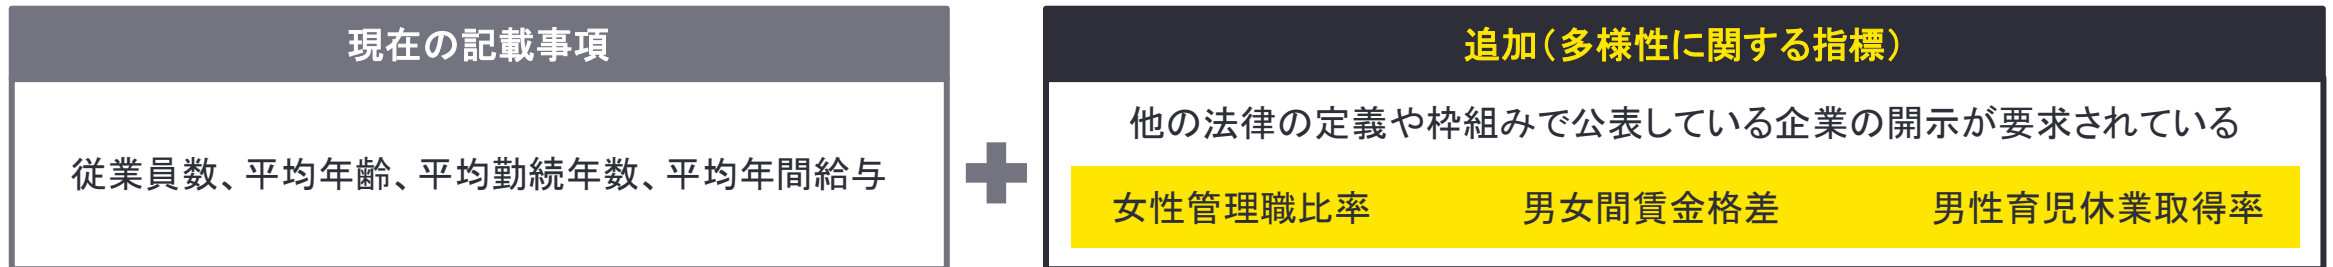 現在の記載事項
従業員数、平均年齢、平均勤続年数、平均年間給与
追加(多様性に関する指標)
他の法律の定義や枠組みで公表している企業の開示が要求されている
女性管理職比率 男女間賃金格差 男性育児休業取得率